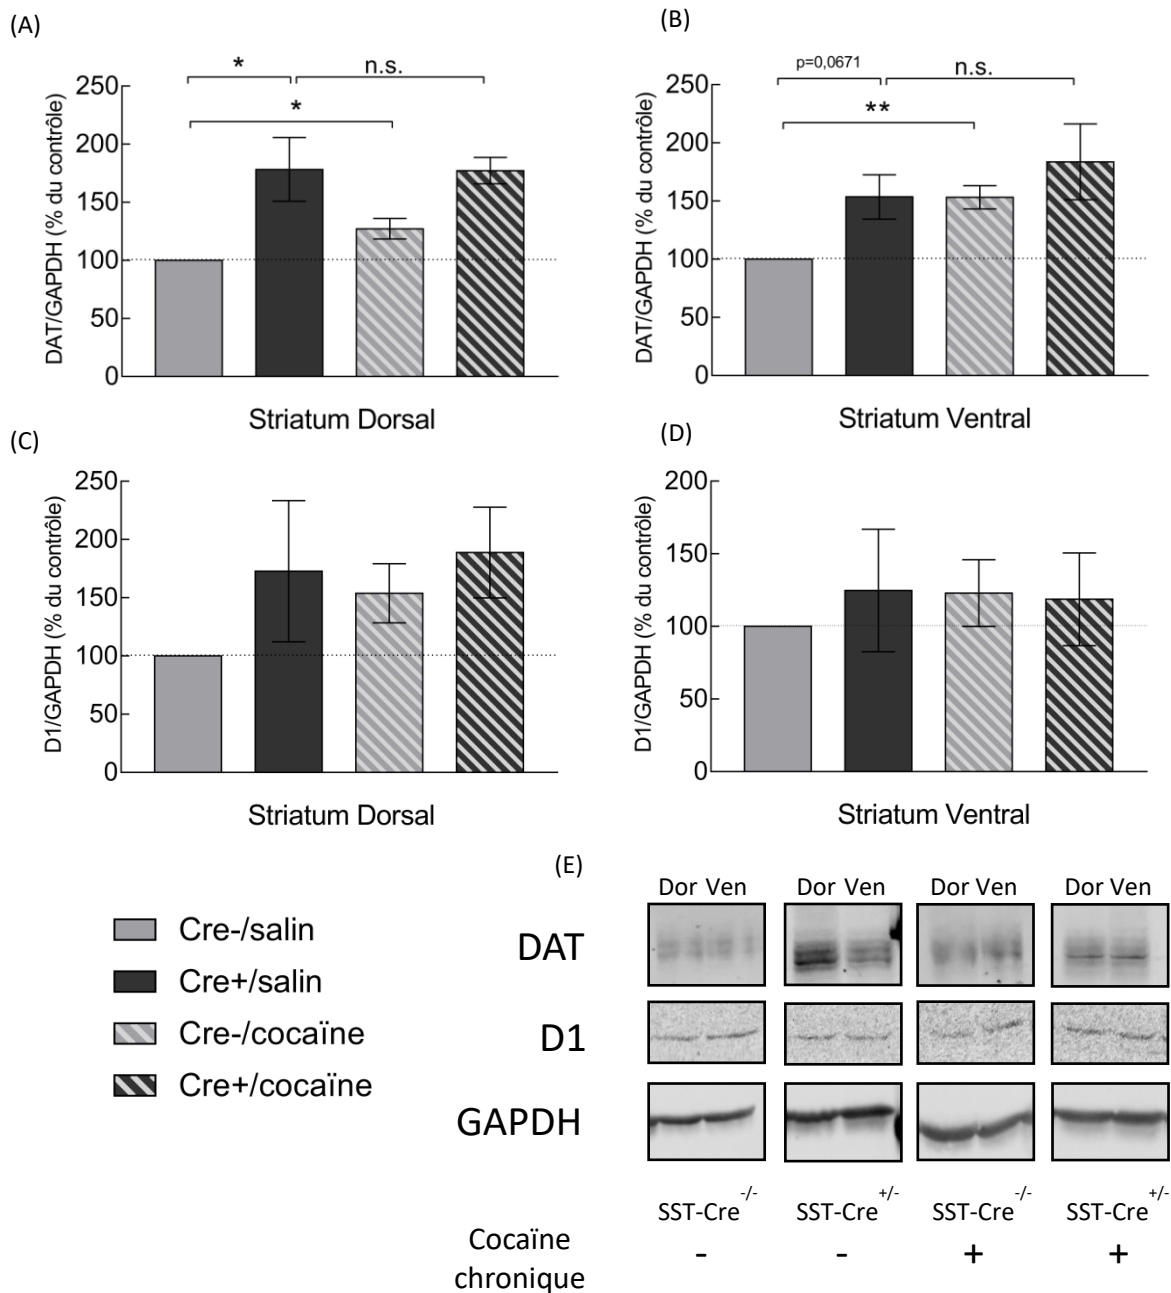 (A)
*
n.s.
*
250
200
150
100
50
0
DAT/GAPDH (% du contrôle)
Striatum Dorsal
(B)
p=0,0671
n.s.
**
250
200
150
100
50
0
DAT/GAPDH (% du contrôle)
Striatum Ventral
(C)
250
200
150
100
50
0
D1/GAPDH (% du contrôle)
Striatum Dorsal
(D)
200
150
100
50
0
D1/GAPDH (% du contrôle)
Striatum Ventral
Cre-/salin
Cre+/salin
Cre-/cocaïne
Cre+/cocaïne
(E)
Dor Ven Dor Ven Dor Ven Dor Ven
DAT
D1
GAPDH
SST-Cre-/- SST-Cre+/- SST-Cre-/- SST-Cre+/-
Cocaïne
chronique
- - + +